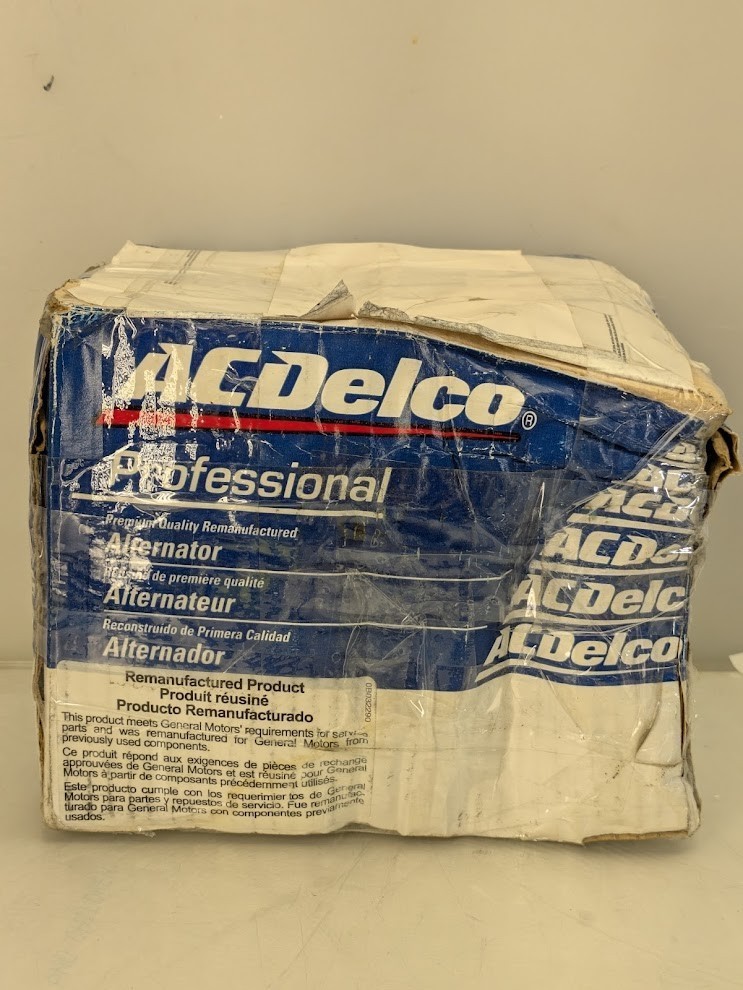 ACDelco®
Professional
Premium Quality Remanufactured
Alternator
Réusiné de première qualité
Alternateur
Reconstruido de Primera Calidad
Alternador
ACD
ACDe
ACDelc
ACDelco
Remanufactured Product
Produit réusiné
Producto Remanufacturado
This product meets General Motors' requirements for
parts and was remanufactured for General Motors from
previously used components.
Ce produit répond aux exigences de pièces de rechange
approuvées de General Motors et est réusiné pour General
Motors à partir de composants précédemment utilisés.
Este producto cumple con los requerimientos de General
Motors para partes y repuestos de servicio. Fue remanufac-
turado para General Motors con componentes previamente
usados.